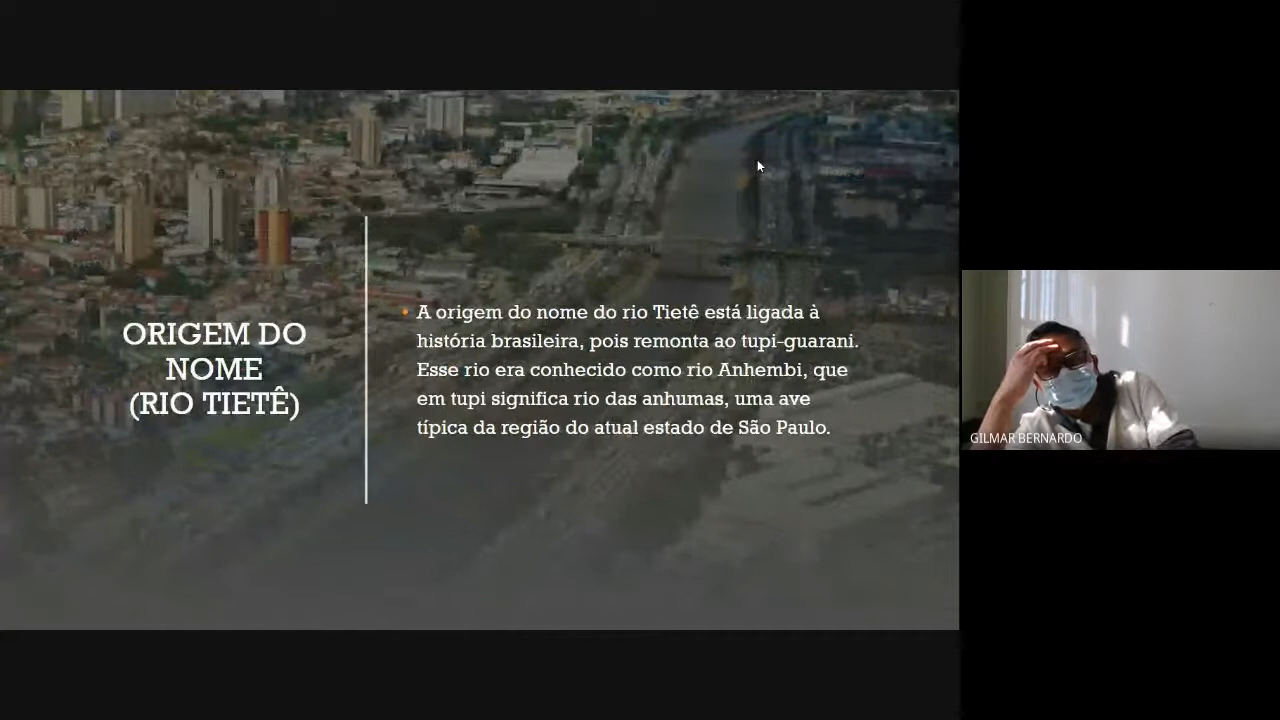 ORIGEM DO
NOME
(RIO TIETÊ)
• A origem do nome do rio Tietê está ligada à
história brasileira, pois remonta ao tupi-guarani.
Esse rio era conhecido como rio Anhembi, que
em tupi significa rio das anhumas, uma ave
típica da região do atual estado de São Paulo.
GILMAR BERNARDO